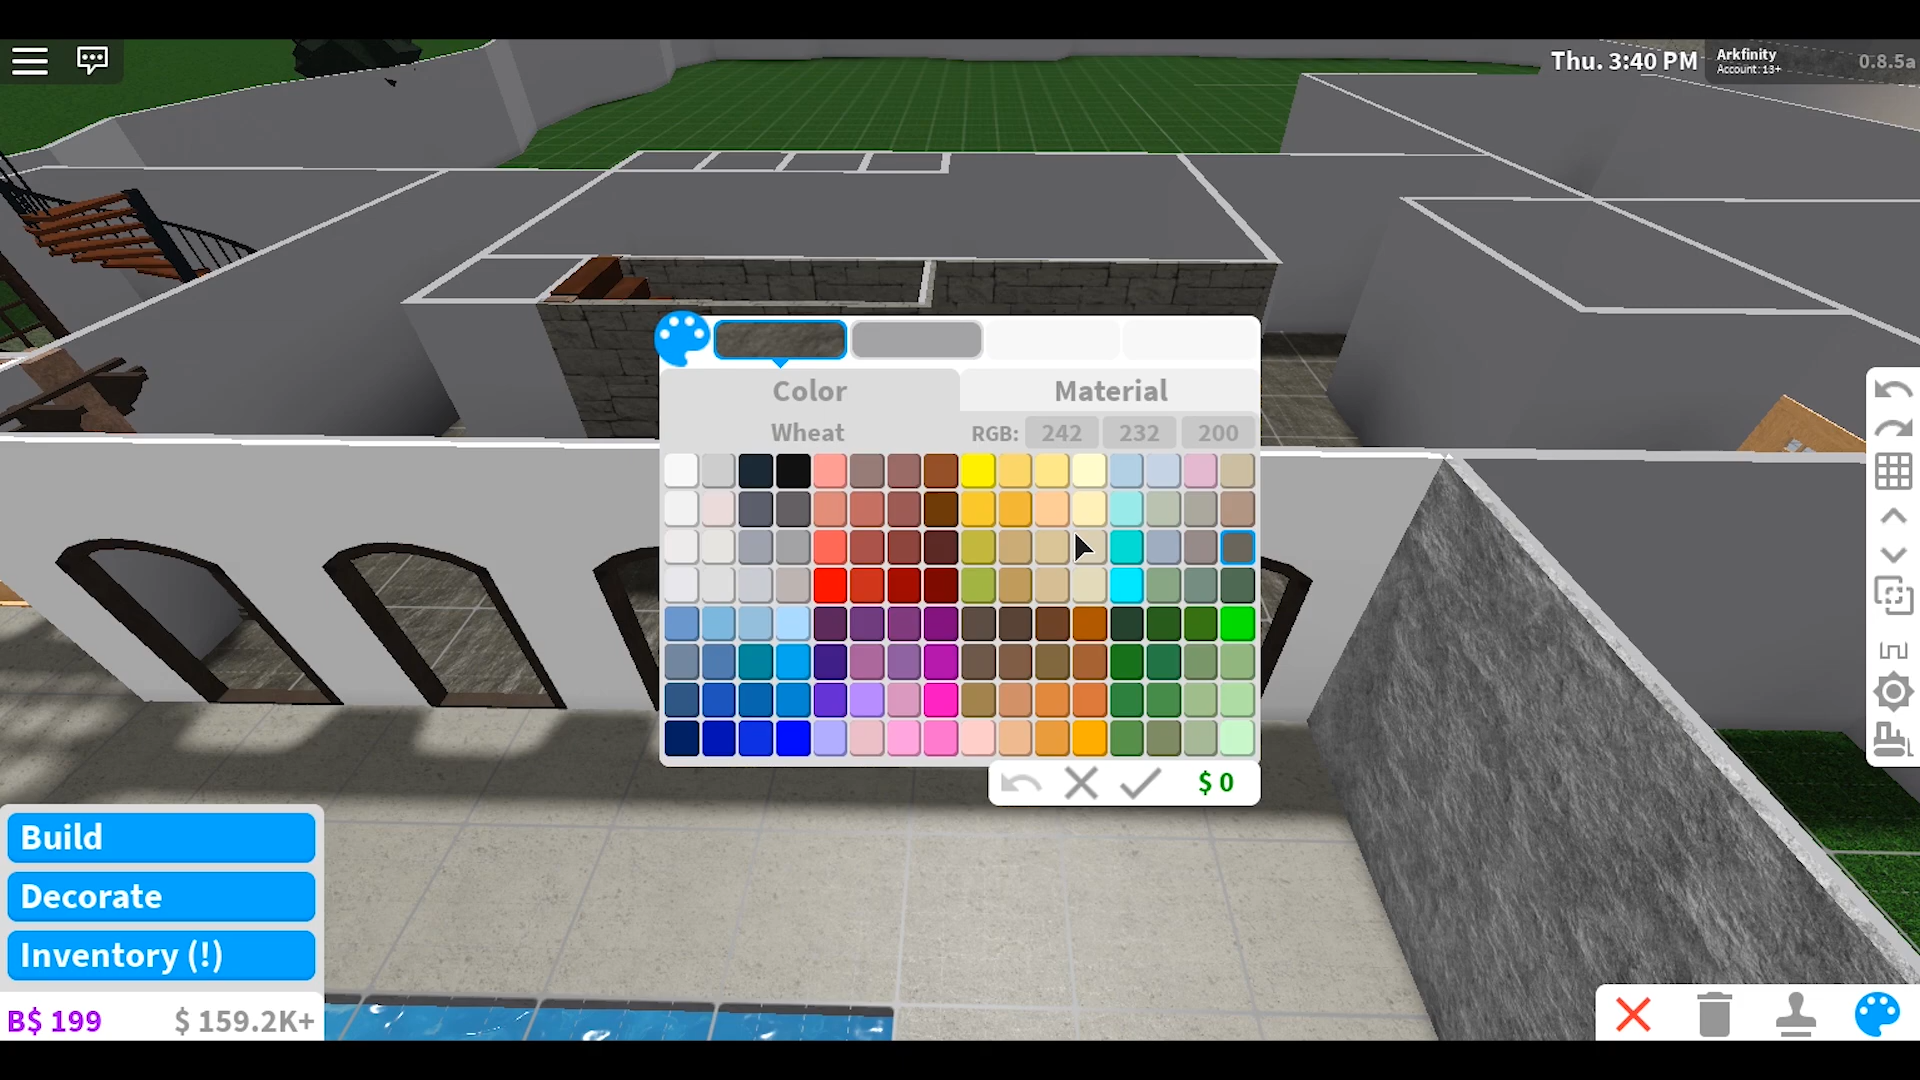 Thu. 3:40 PM
Arkfinity
Account: 13+
0.8.5a
Color
Material
Wheat
RGB: 242 232 200
$ 0
Build
Decorate
Inventory (!)
B$ 199
$ 159.2K+